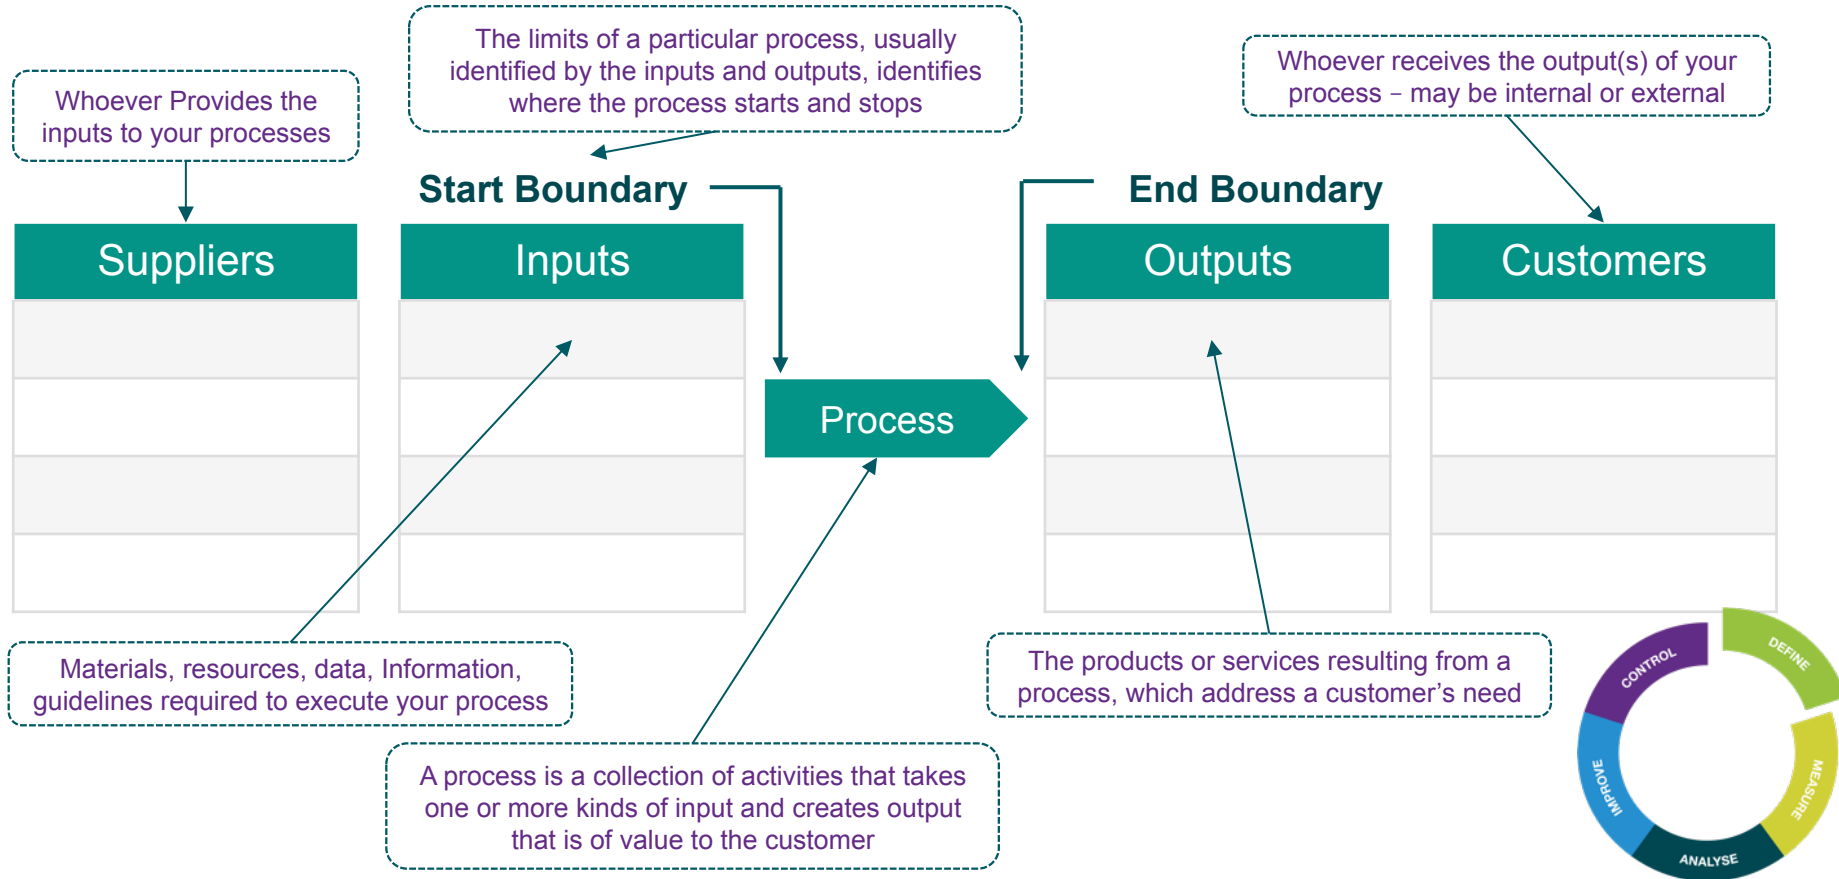 The limits of a particular process, usually
identified by the inputs and outputs, identifies
where the process starts and stops
Whoever receives the output(s) of your
process – may be internal or external
Whoever Provides the
inputs to your processes
Start Boundary
End Boundary
Suppliers
Inputs
Outputs
Customers
Process
Materials, resources, data, Information,
guidelines required to execute your process
The products or services resulting from a
process, which address a customer’s need
A process is a collection of activities that takes
one or more kinds of input and creates output
that is of value to the customer
DEFINE
MEASURE
ANALYSE
IMPROVE
CONTROL